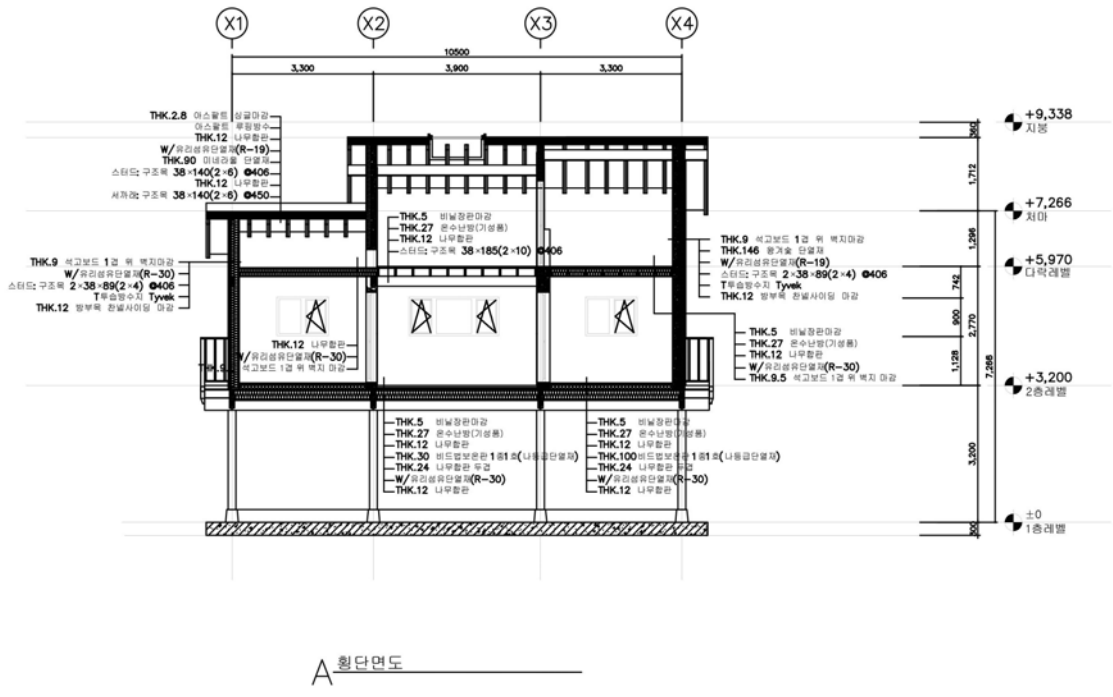 X1
X2
X3
X4
10500
3,300
3,900
3,300
THK.2.8 아스팔트 싱글마감
아스팔트 루핑방수
THK.12 나무합판
W/유리섬유단열재(R-19)
THK.90 미네라울 단열재
스터드: 구조목 38×140(2×6) @406
THK.12 나무합판
서까래: 구조목 38×140(2×6) @450
THK.9 석고보드 1겹 위 벽지마감
W/유리섬유단열재(R-30)
스터드: 구조목 2×38×89(2×4) @406
T투습방수지 Tyvek
THK.12 방부목 찬넬사이딩 마감
THK.5 비닐장판마감
THK.27 온수난방(기성품)
THK.12 나무합판
스터드: 구조목 38×185(2×10) @406
THK.9 석고보드 1겹 위 벽지마감
THK.146 왕겨숯 단열재
W/유리섬유단열재(R-19)
스터드: 구조목 2×38×89(2×4) @406
T투습방수지 Tyvek
THK.12 방부목 찬넬사이딩 마감
THK.12 나무합판
W/유리섬유단열재(R-30)
석고보드 1겹 위 벽지 마감
THK.5 비닐장판마감
THK.27 온수난방(기성품)
THK.12 나무합판
W/유리섬유단열재(R-30)
THK.9.5 석고보드 1겹 위 벽지 마감
THK.5 비닐장판마감
THK.27 온수난방(기성품)
THK.12 나무합판
THK.30 비드법보온판 1종1호(나등급단열재)
THK.24 나무합판 두겹
W/유리섬유단열재(R-30)
THK.12 나무합판
THK.5 비닐장판마감
THK.27 온수난방(기성품)
THK.12 나무합판
THK.100 비드법보온판 1종1호(나등급단열재)
THK.24 나무합판 두겹
W/유리섬유단열재(R-30)
THK.12 나무합판
360
1,712
1,296
742
900
2,770
1,128
7,266
3,200
+9,338
지붕
+7,266
처마
+5,970
다락레벨
+3,200
2층레벨
±0
1층레벨
A 횡단면도